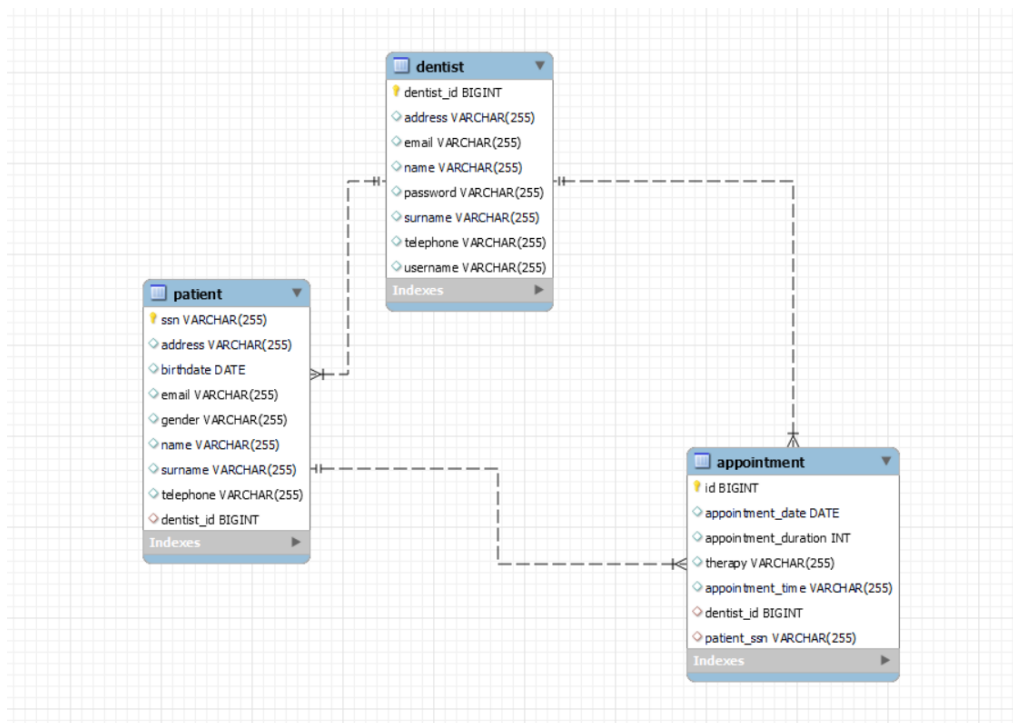 dentist
dentist_id BIGINT
address VARCHAR(255)
email VARCHAR(255)
name VARCHAR(255)
password VARCHAR(255)
surname VARCHAR(255)
telephone VARCHAR(255)
username VARCHAR(255)
Indexes
patient
ssn VARCHAR(255)
address VARCHAR(255)
birthdate DATE
email VARCHAR(255)
gender VARCHAR(255)
name VARCHAR(255)
surname VARCHAR(255)
telephone VARCHAR(255)
dentist_id BIGINT
Indexes
appointment
id BIGINT
appointment_date DATE
appointment_duration INT
therapy VARCHAR(255)
appointment_time VARCHAR(255)
dentist_id BIGINT
patient_ssn VARCHAR(255)
Indexes